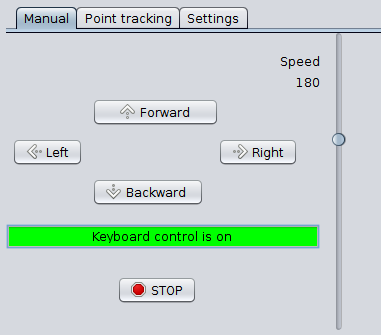 Manual Point tracking Settings
Speed
180
Forward
Left Right
Backward
Keyboard control is on
STOP